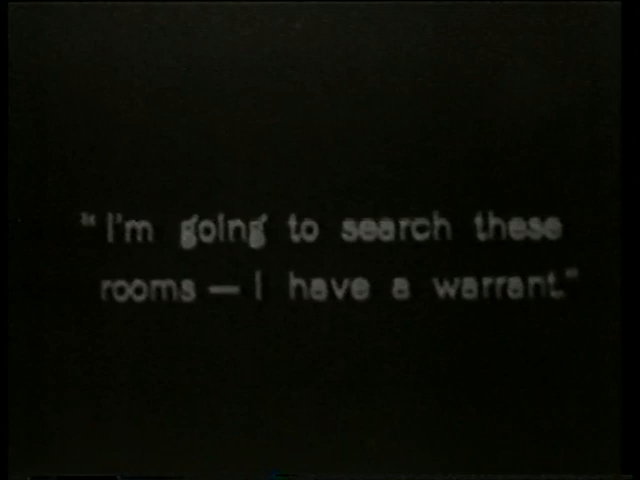 "I'm going to search these
rooms — I have a warrant."